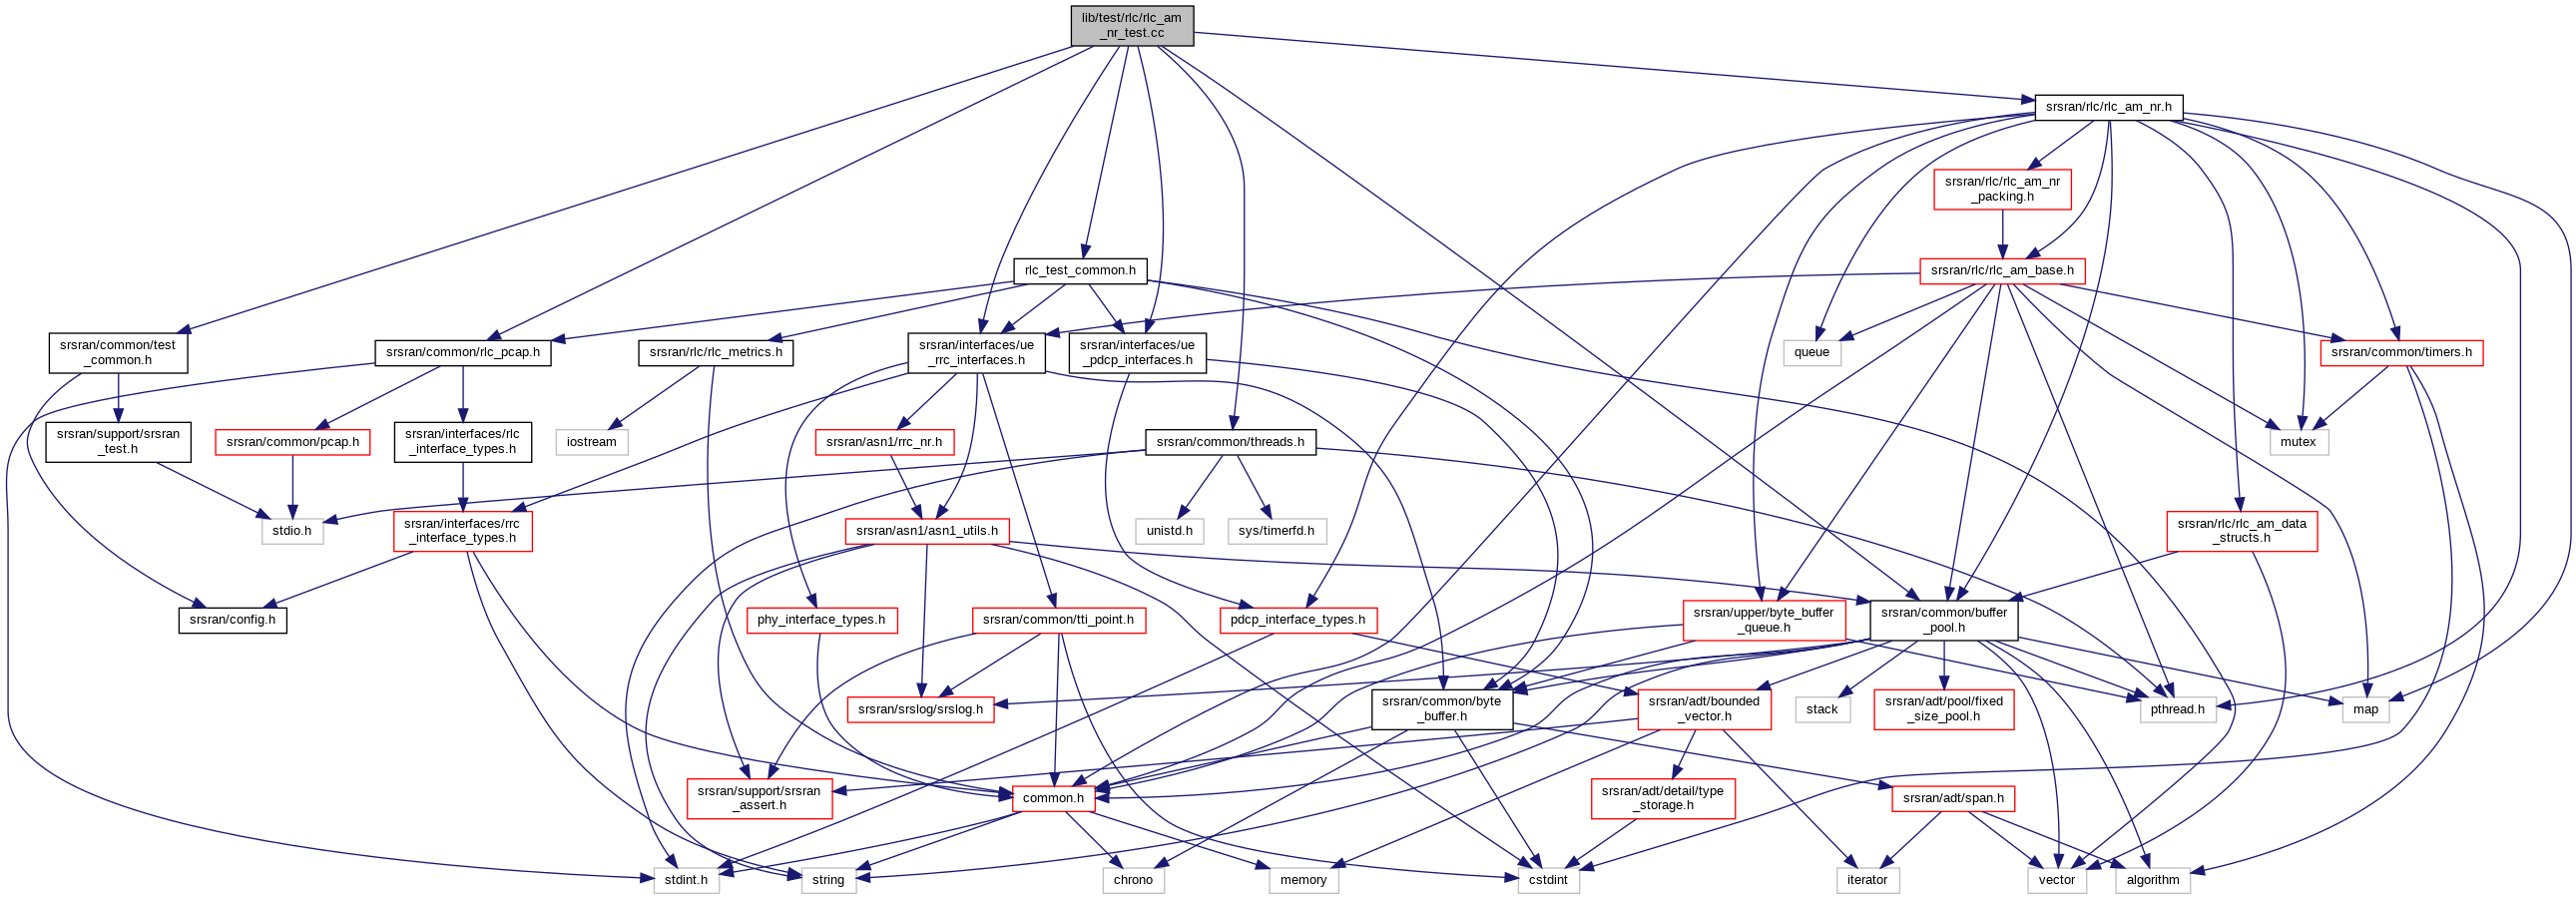 lib/test/rlc/rlc_am
_nr_test.cc
srsran/rlc/rlc_am_nr.h
srsran/rlc/rlc_am_nr
_packing.h
rlc_test_common.h
srsran/rlc/rlc_am_base.h
srsran/common/test
_common.h
srsran/common/rlc_pcap.h
srsran/rlc/rlc_metrics.h
srsran/interfaces/ue
_rrc_interfaces.h
srsran/interfaces/ue
_pdcp_interfaces.h
queue
srsran/common/timers.h
srsran/support/srsran
_test.h
srsran/common/pcap.h
srsran/interfaces/rlc
_interface_types.h
iostream
srsran/asn1/rrc_nr.h
srsran/common/threads.h
mutex
stdio.h
srsran/interfaces/rrc
_interface_types.h
srsran/asn1/asn1_utils.h
unistd.h
sys/timerfd.h
srsran/rlc/rlc_am_data
_structs.h
srsran/config.h
phy_interface_types.h
srsran/common/tti_point.h
pdcp_interface_types.h
srsran/upper/byte_buffer
_queue.h
srsran/common/buffer
_pool.h
srsran/srslog/srslog.h
srsran/common/byte
_buffer.h
srsran/adt/bounded
_vector.h
stack
srsran/adt/pool/fixed
_size_pool.h
pthread.h
map
srsran/support/srsran
_assert.h
common.h
srsran/adt/detail/type
_storage.h
srsran/adt/span.h
stdint.h
string
chrono
memory
cstdint
iterator
vector
algorithm